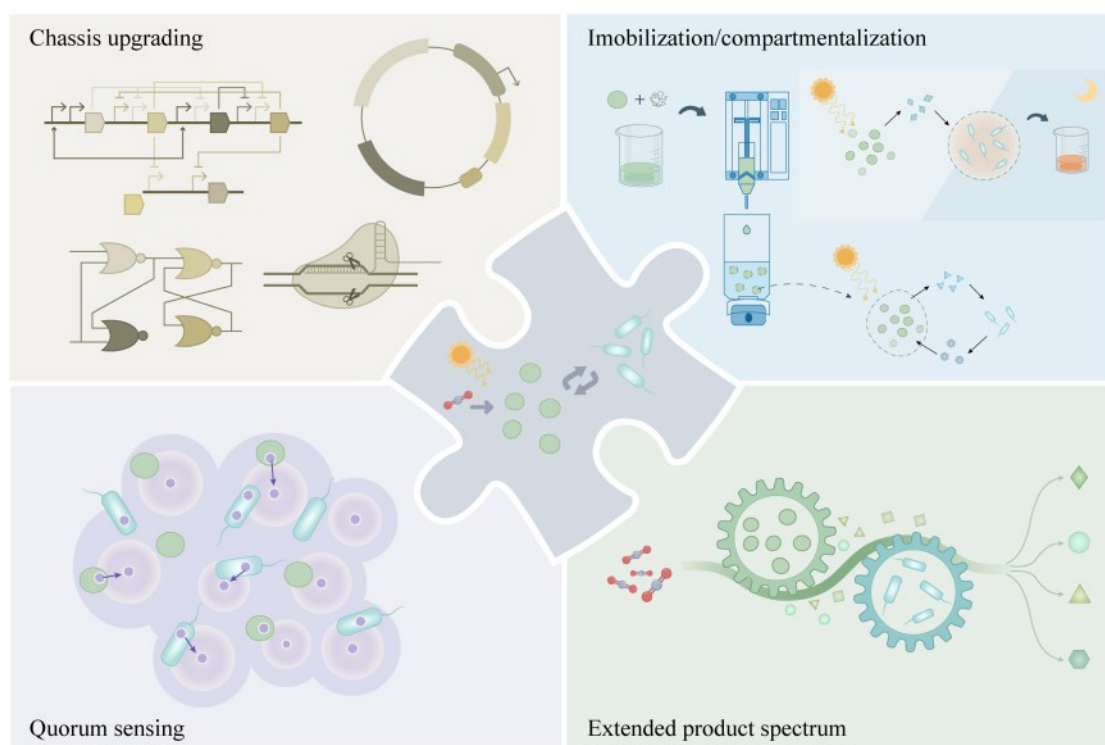 Chassis upgrading
Imobilization/compartmentalization
+
Quorum sensing
Extended product spectrum